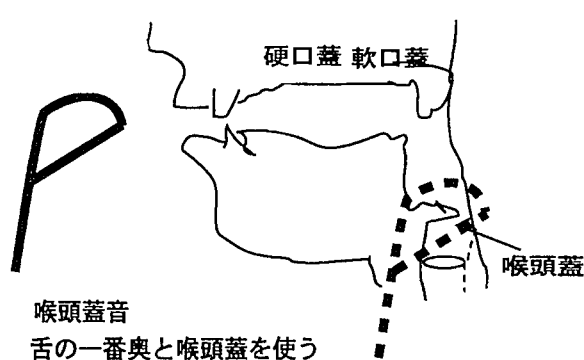 硬口蓋 軟口蓋
喉頭蓋
喉頭蓋音
舌の一番奥と喉頭蓋を使う